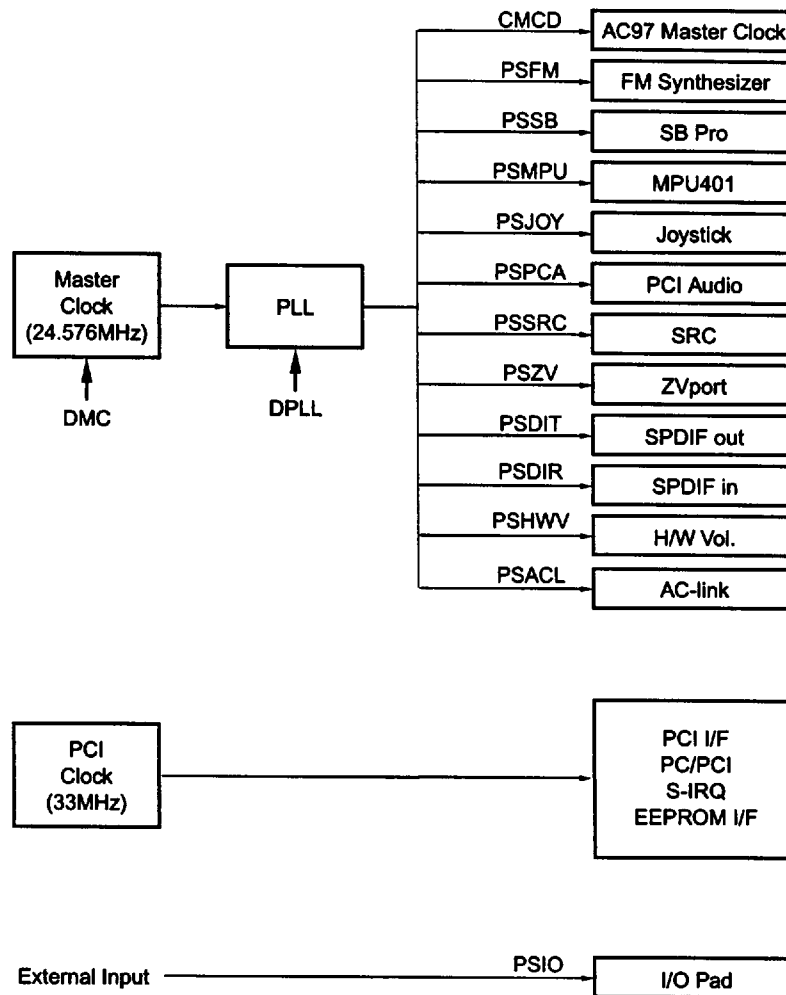 CMCD
AC97 Master Clock
PSFM
FM Synthesizer
PSSB
SB Pro
PSMPU
MPU401
PSJOY
Joystick
Master
Clock
(24.576MHz)
PLL
PSPCA
PCI Audio
PSSRC
SRC
DMC
DPLL
PSZV
ZVport
PSDIT
SPDIF out
PSDIR
SPDIF in
PSHWV
H/W Vol.
PSACL
AC-link
PCI
Clock
(33MHz)
PCI I/F
PC/PCI
S-IRQ
EEPROM I/F
External Input
PSIO
I/O Pad